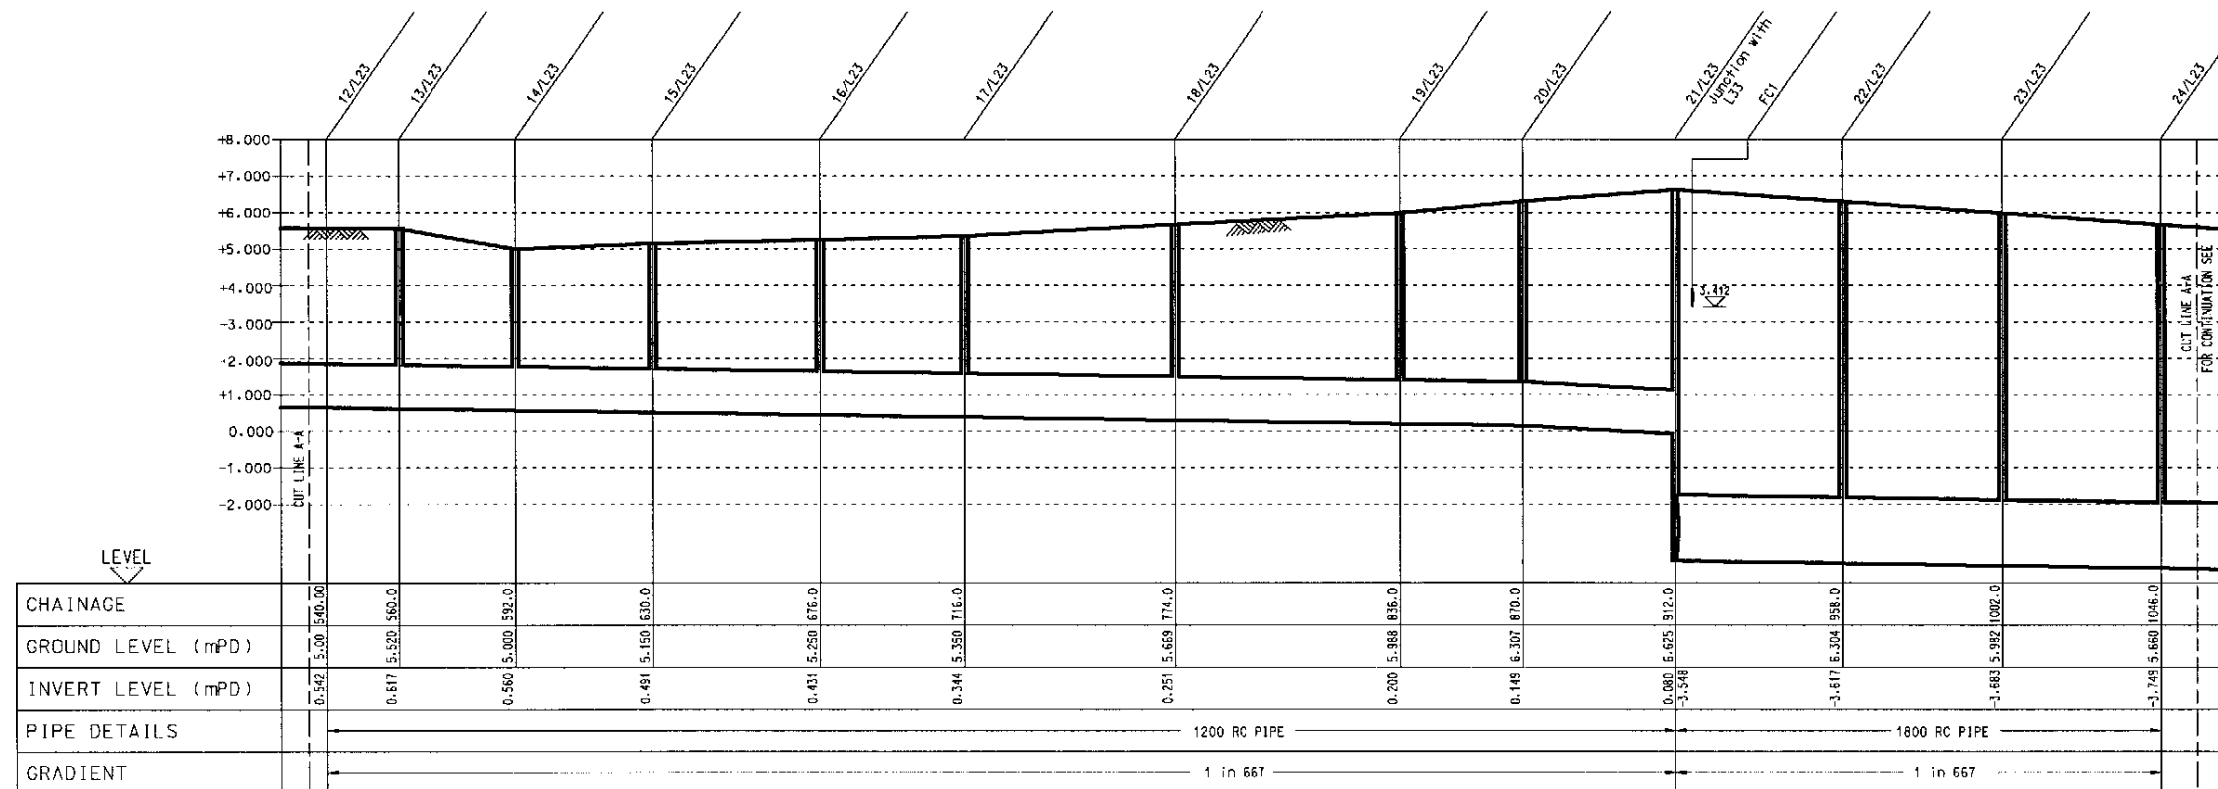 12/L23
13/L23
14/L23
15/L23
16/L23
17/L23
18/L23
19/L23
20/L23
21/L23
Junction with
L33
FC1
22/L23
23/L23
24/L23
+8.000
+7.000
+6.000
+5.000
+4.000
-3.000
-2.000
+1.000
0.000
-1.000
-2.000
3.412
CUT LINE A-A
CUT LINE A-A
FOR CONTINUATION SEE
LEVEL
CHAINAGE 540.00 560.0 592.0 630.0 676.0 716.0 774.0 836.0 870.0 912.0 958.0 1002.0 1046.0
GROUND LEVEL (mPD) 5.00 5.520 5.000 5.150 5.250 5.350 5.669 5.988 6.307 6.625 6.304 5.982 5.660
INVERT LEVEL (mPD) 0.542 0.617 0.560 0.491 0.431 0.344 0.251 0.200 0.149 0.080 -3.548 -3.617 -3.683 -3.749
PIPE DETAILS 1200 RC PIPE 1800 RC PIPE
GRADIENT 1 in 667 1 in 667